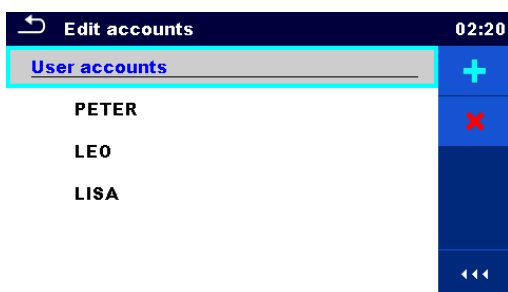 Edit accounts 02:20
User accounts
PETER
LEO
LISA